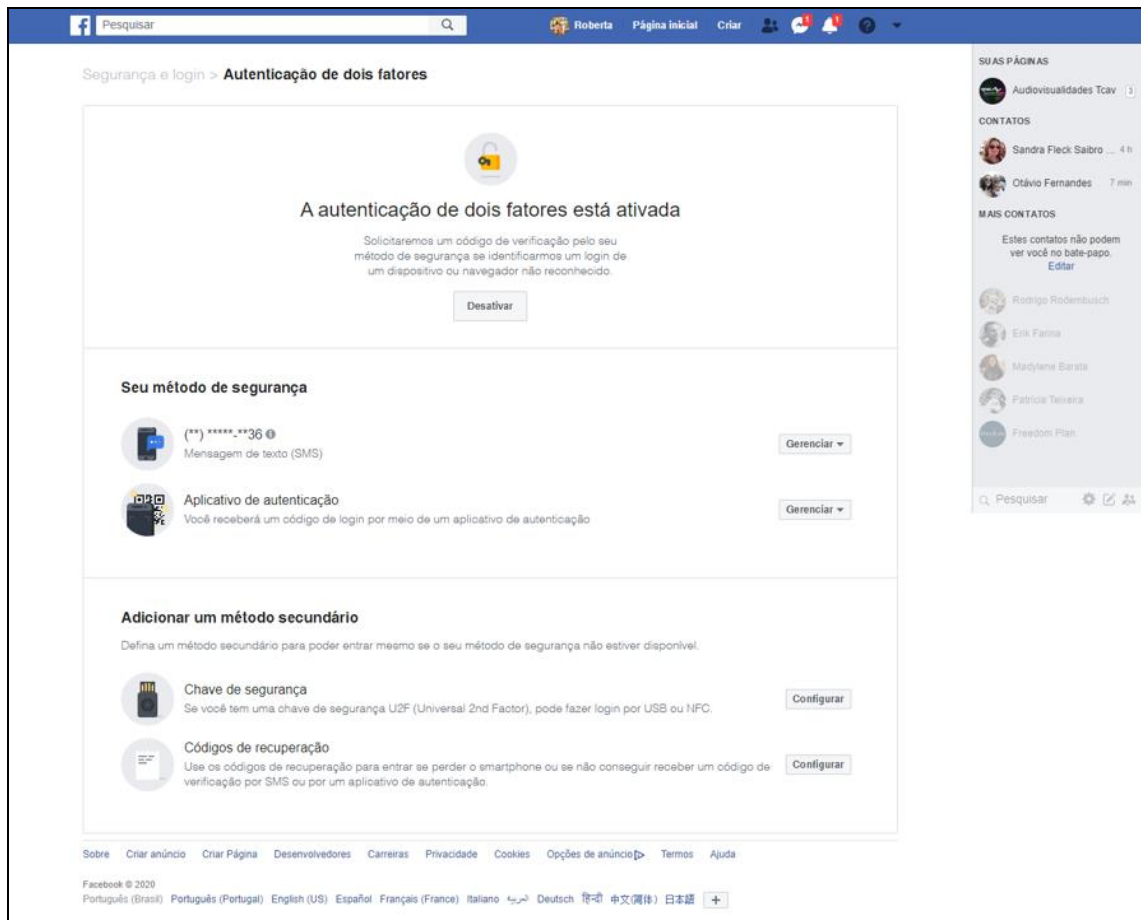 Pesquisar
Roberta Página inicial Criar
Segurança e login > Autenticação de dois fatores
A autenticação de dois fatores está ativada
Solicitaremos um código de verificação pelo seu
método de segurança se identificarmos um login de
um dispositivo ou navegador não reconhecido.
Desativar
Seu método de segurança
(**) *****-**36
Mensagem de texto (SMS)
Gerenciar
Aplicativo de autenticação
Você receberá um código de login por meio de um aplicativo de autenticação
Gerenciar
Adicionar um método secundário
Defina um método secundário para poder entrar mesmo se o seu método de segurança não estiver disponível.
Chave de segurança
Se você tem uma chave de segurança U2F (Universal 2nd Factor), pode fazer login por USB ou NFC.
Configurar
Códigos de recuperação
Use os códigos de recuperação para entrar se perder o smartphone ou se não conseguir receber um código de
verificação por SMS ou por um aplicativo de autenticação.
Configurar
SUAS PÁGINAS
Audiovisualidades Tcav 3
CONTATOS
Sandra Fleck Saibro ... 4 h
Otávio Fernandes 7 min
MAIS CONTATOS
Estes contatos não podem
ver você no bate-papo.
Editar
Rodrigo Rodembusch
Erik Farina
Madylene Barata
Patrícia Teixeira
Freedom Plan
Pesquisar
Sobre Criar anúncio Criar Página Desenvolvedores Carreiras Privacidade Cookies Opções de anúncio Termos Ajuda
Facebook © 2020
Português (Brasil) Português (Portugal) English (US) Español Français (France) Italiano العربية Deutsch हिन्दी 中文(简体) 日本語 +